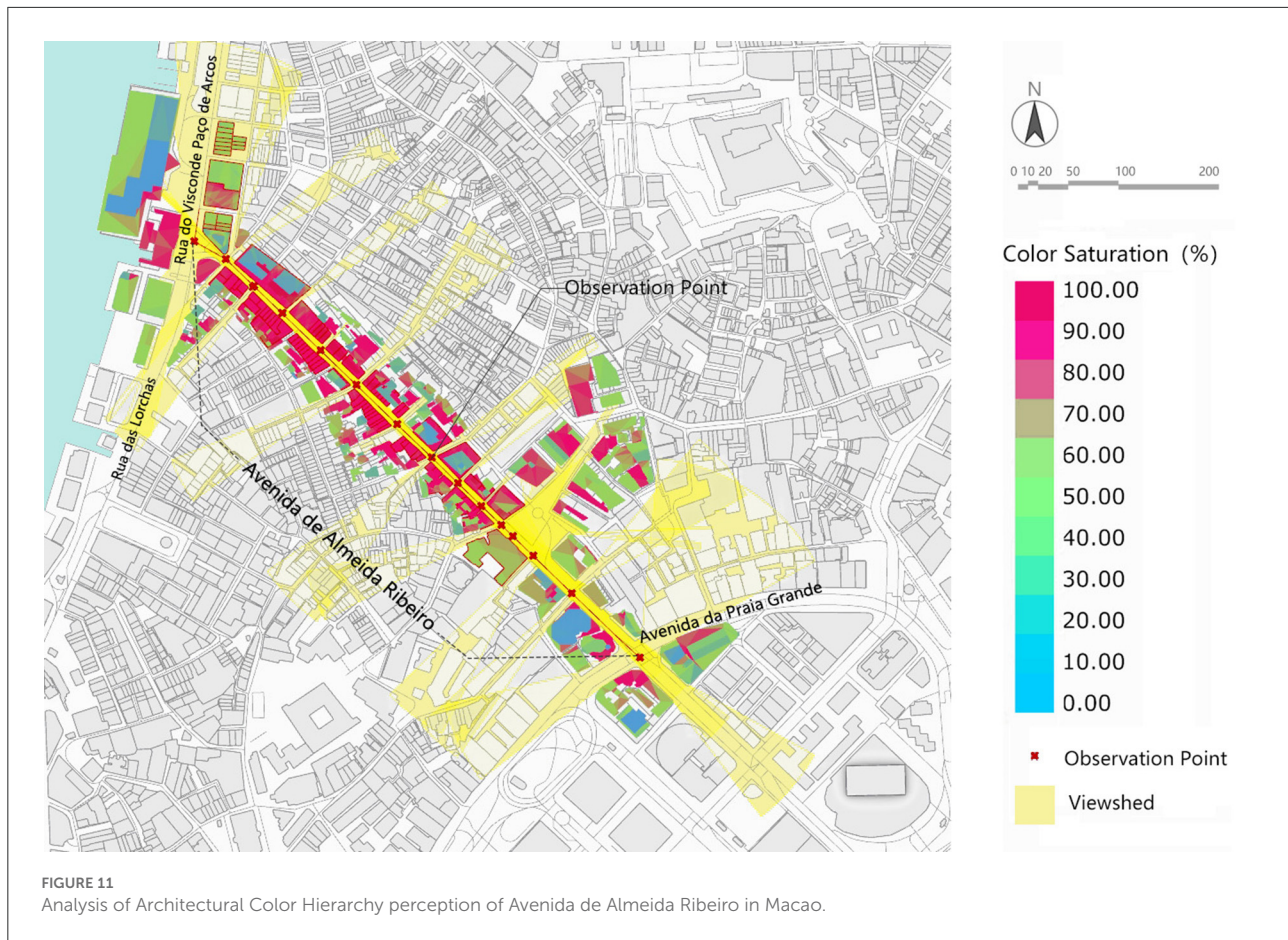 Rua do Visconde Paço de Arcos
Rua das Lorchas
Observation Point
Avenida de Almeida Ribeiro
Avenida da Praia Grande
N
0 10 20 50 100 200
Color Saturation (%)
100.00
90.00
80.00
70.00
60.00
50.00
40.00
30.00
20.00
10.00
0.00
Observation Point
Viewshed
FIGURE 11
Analysis of Architectural Color Hierarchy perception of Avenida de Almeida Ribeiro in Macao.